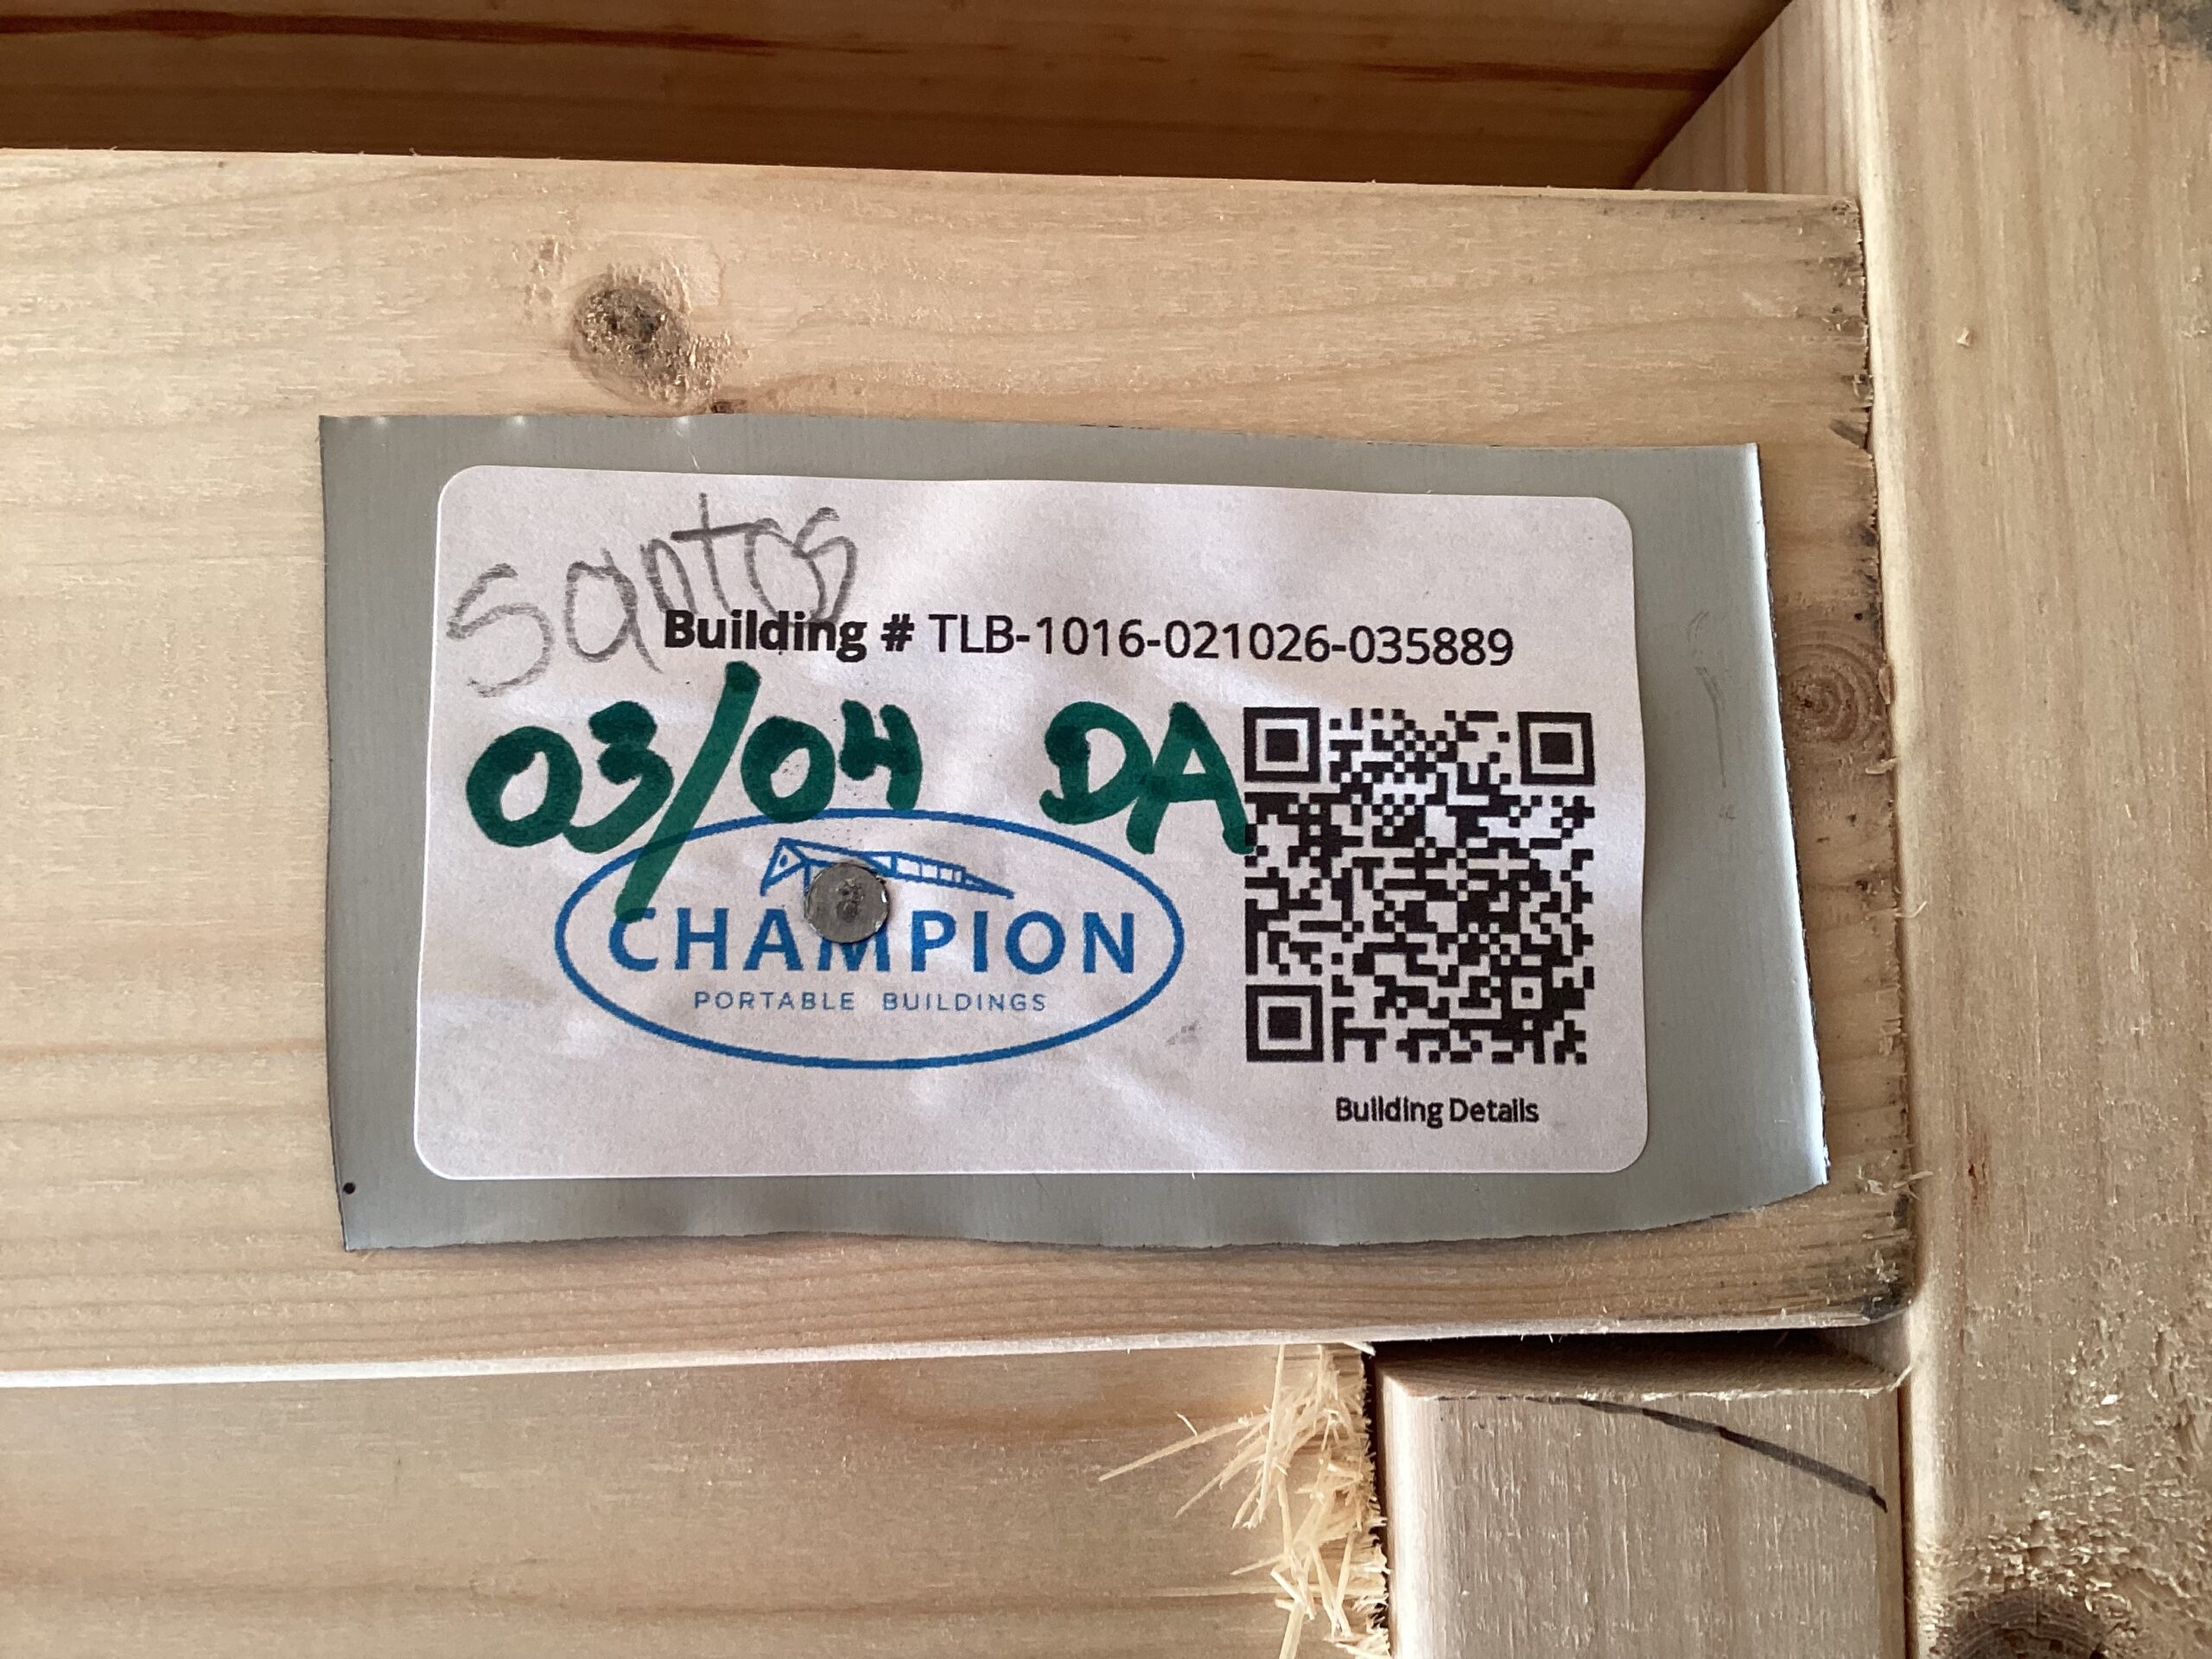 Santos
Building # TLB-1016-021026-035889
03/04 DA
CHAMPION
PORTABLE BUILDINGS
Building Details